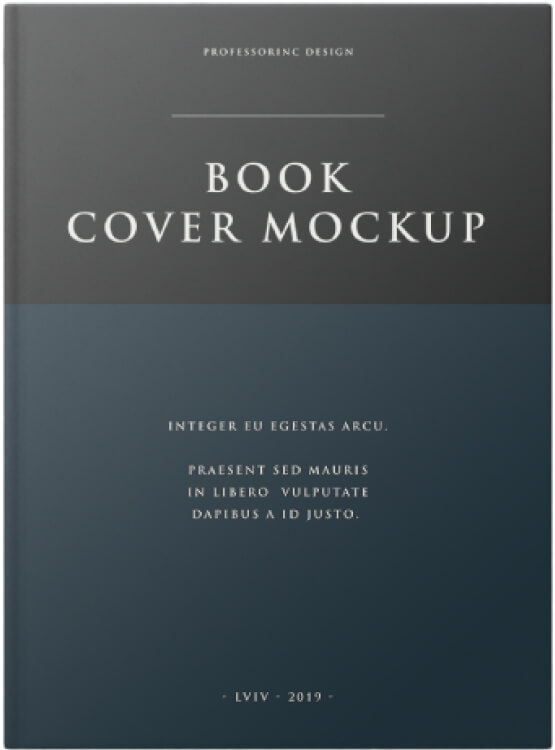 PROFESSORINC DESIGN
BOOK
COVER MOCKUP
INTEGER EU EGESTAS ARCU.
PRAESENT SED MAURIS
IN LIBERO VULPUTATE
DAPIBUS A ID JUSTO.
- LVIV - 2019 -